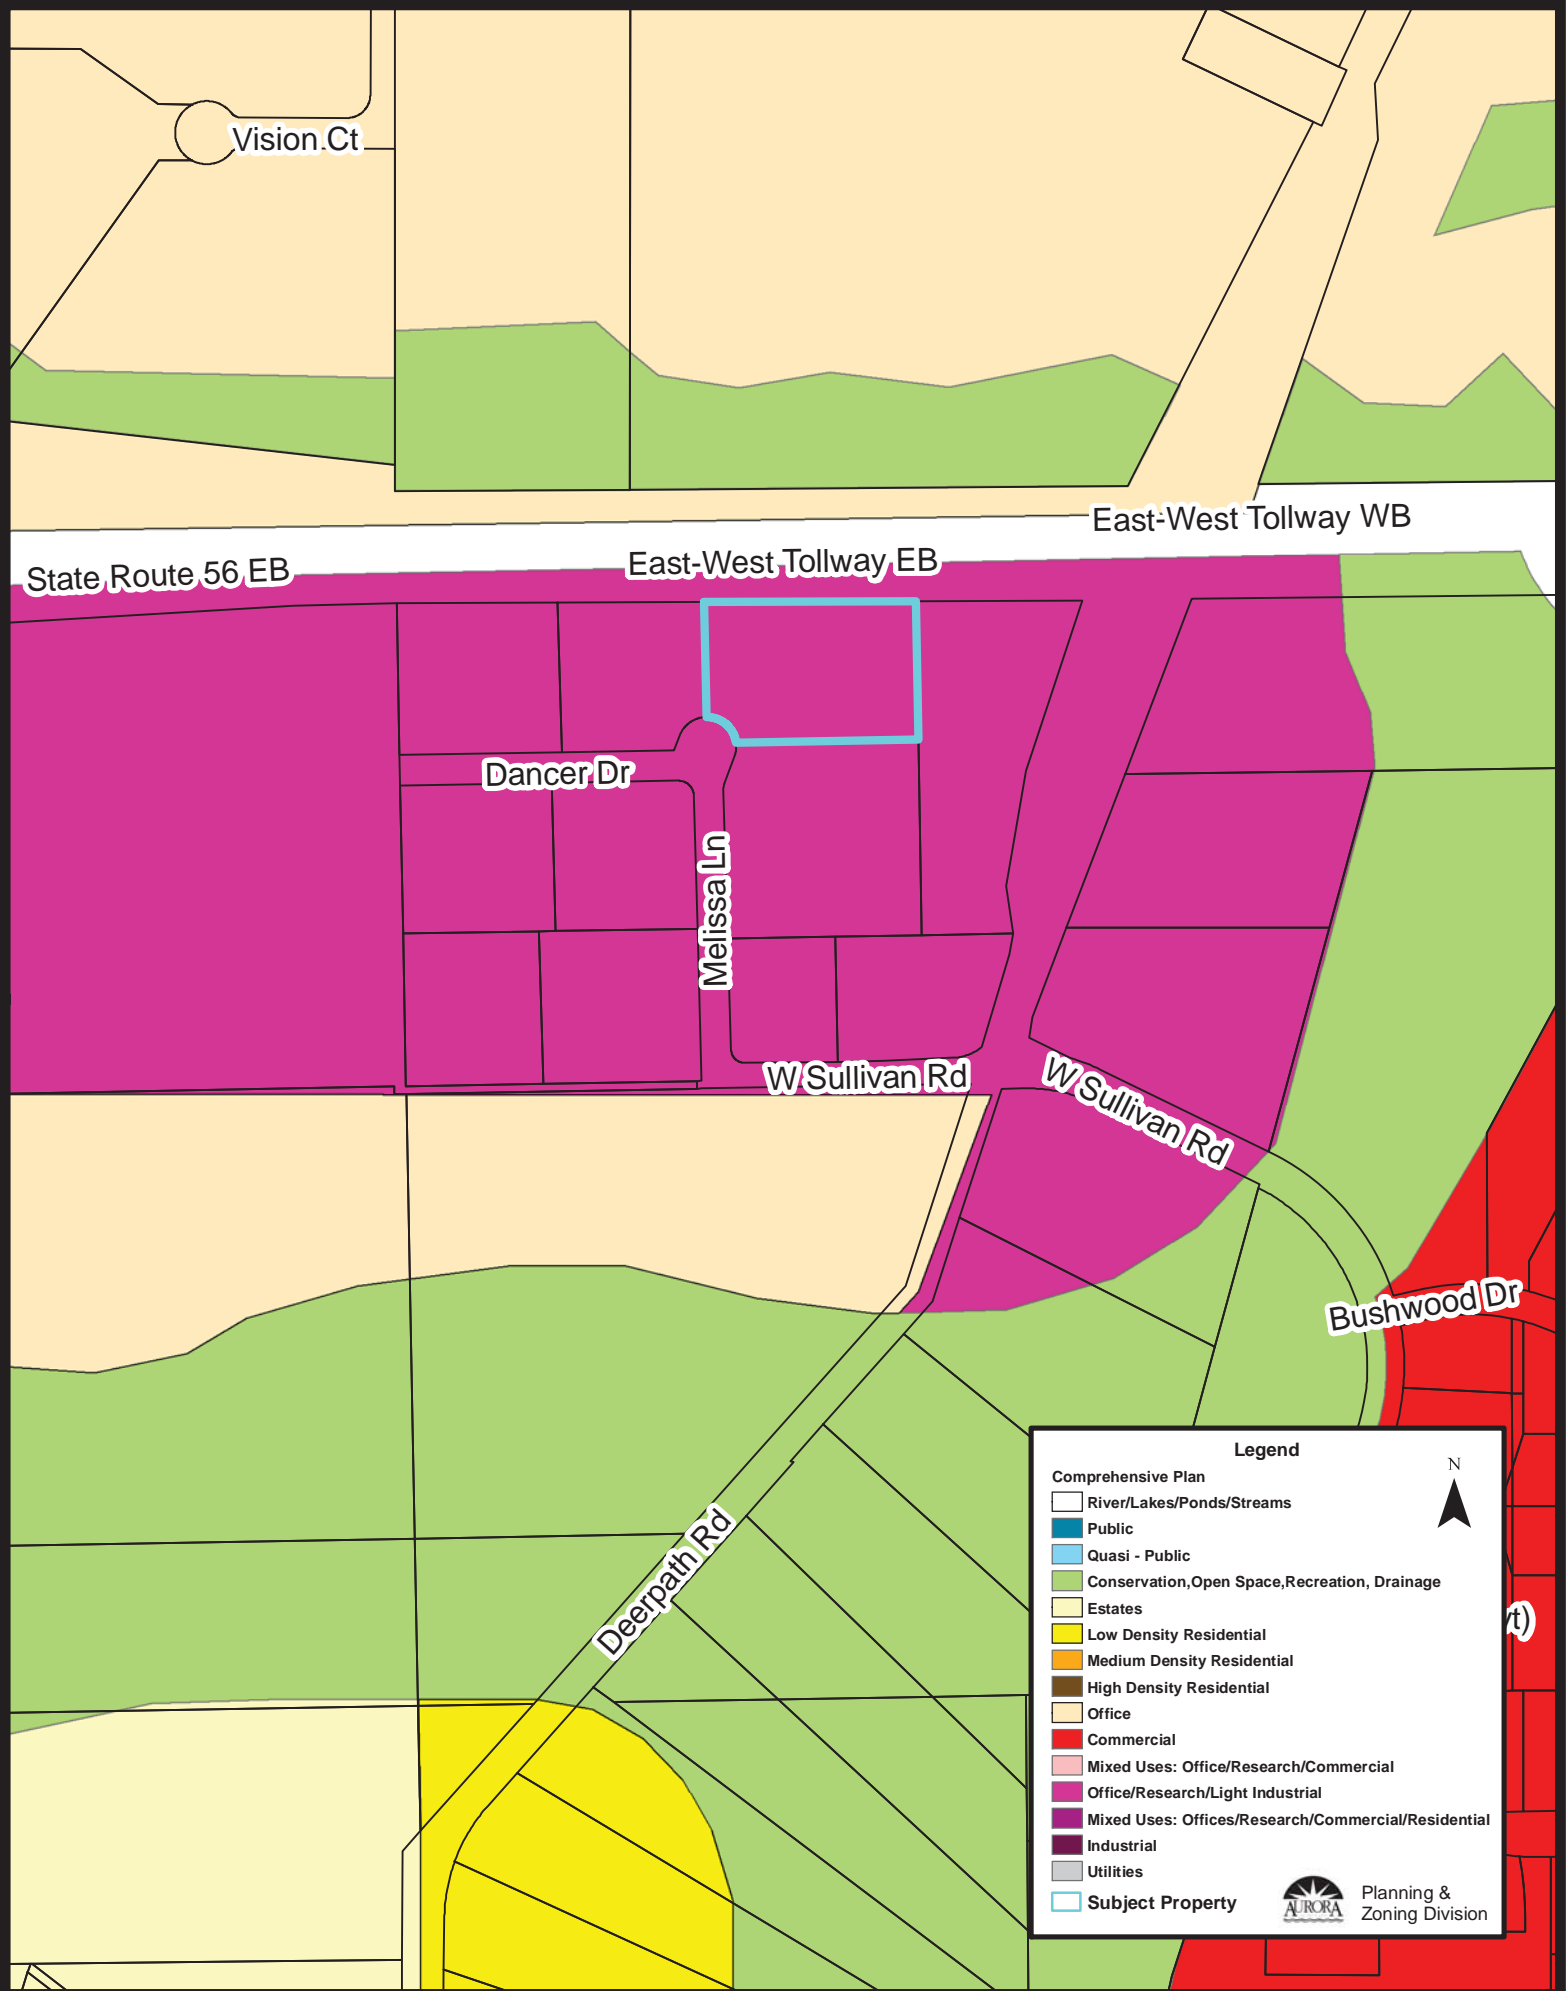 Vision Ct
East-West Tollway WB
East-West Tollway EB
State Route 56 EB
Dancer Dr
Melissa Ln
W Sullivan Rd
W Sullivan Rd
Bushwood Dr
Deerpath Rd
Legend
N
Comprehensive Plan
River/Lakes/Ponds/Streams
Public
Quasi - Public
Conservation,Open Space,Recreation, Drainage
Estates
Low Density Residential
Medium Density Residential
High Density Residential
Office
Commercial
Mixed Uses: Office/Research/Commercial
Office/Research/Light Industrial
Mixed Uses: Offices/Research/Commercial/Residential
Industrial
Utilities
Subject Property
AURORA
Planning &
Zoning Division